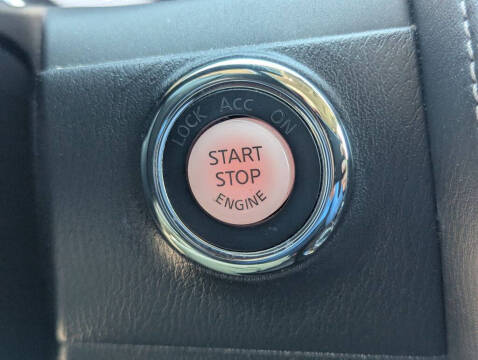 LOCK ACC ON
START
STOP
ENGINE